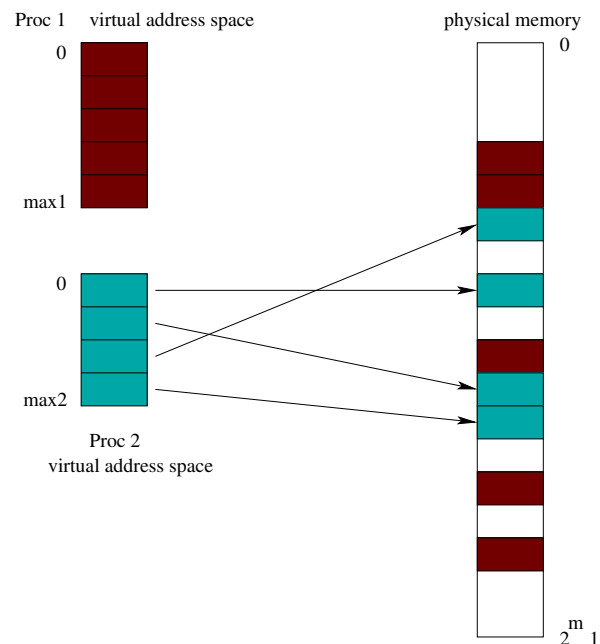 Proc 1 virtual address space
physical memory
0
0
max1
0
max2
Proc 2
virtual address space
m
2 1